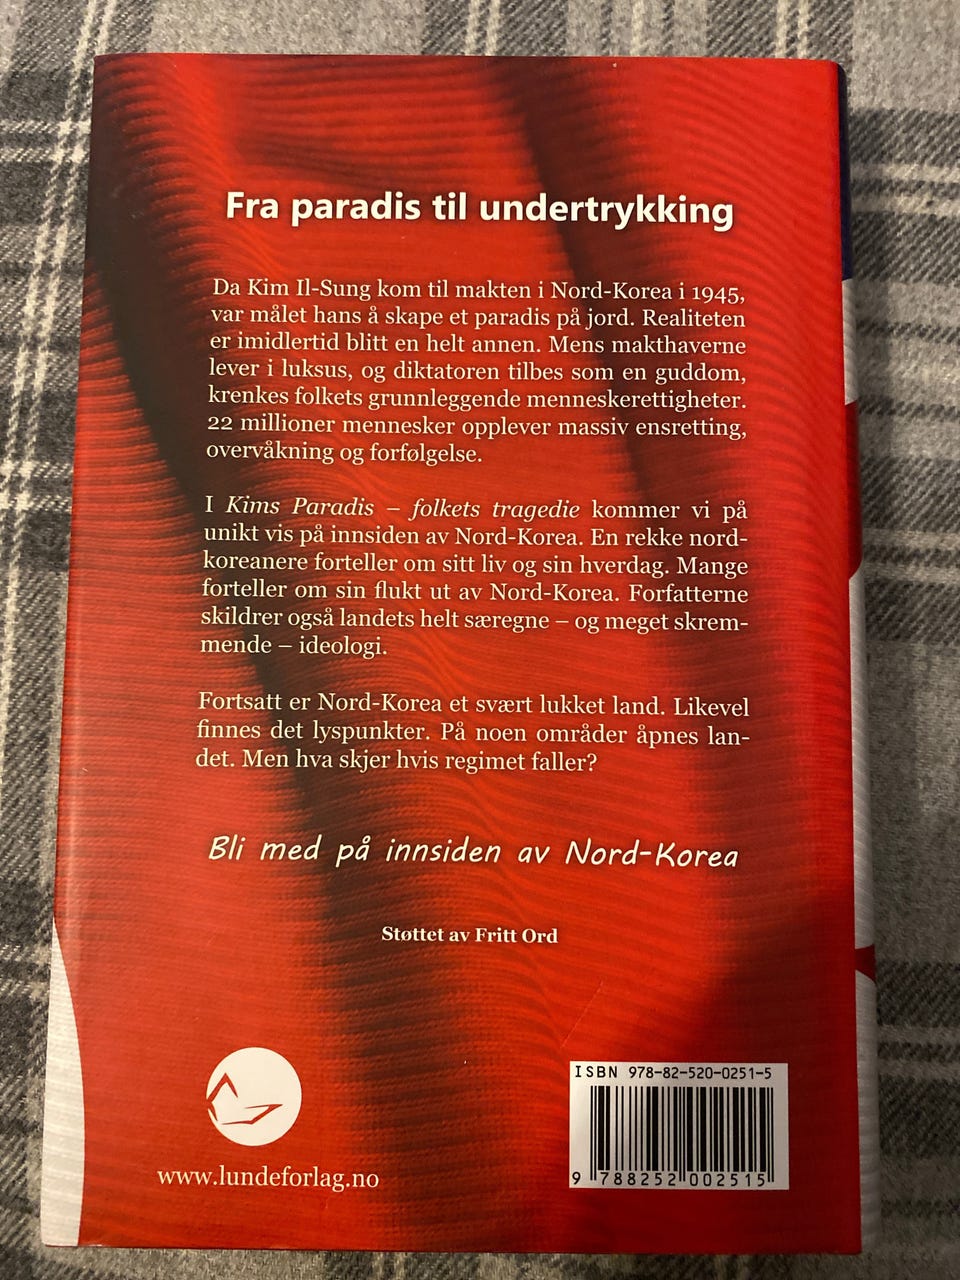 Fra paradis til undertrykking
Da Kim Il-Sung kom til makten i Nord-Korea i 1945,
var målet hans å skape et paradis på jord. Realiteten
er imidlertid blitt en helt annen. Mens makthaverne
lever i luksus, og diktatoren tilbes som en guddom,
krenkes folkets grunnleggende menneskerettigheter.
22 millioner mennesker opplever massiv ensretting,
overvåkning og forfølgelse.
I Kims Paradis – folkets tragedie kommer vi på
unikt vis på innsiden av Nord-Korea. En rekke nord-
koreanere forteller om sitt liv og sin hverdag. Mange
forteller om sin flukt ut av Nord-Korea. Forfatterne
skildrer også landets helt særegne – og meget skrem-
mende – ideologi.
Fortsatt er Nord-Korea et svært lukket land. Likevel
finnes det lyspunkter. På noen områder åpnes lan-
det. Men hva skjer hvis regimet faller?
Bli med på innsiden av Nord-Korea
Støttet av Fritt Ord
www.lundeforlag.no
ISBN 978-82-520-0251-5
9 788252 002515